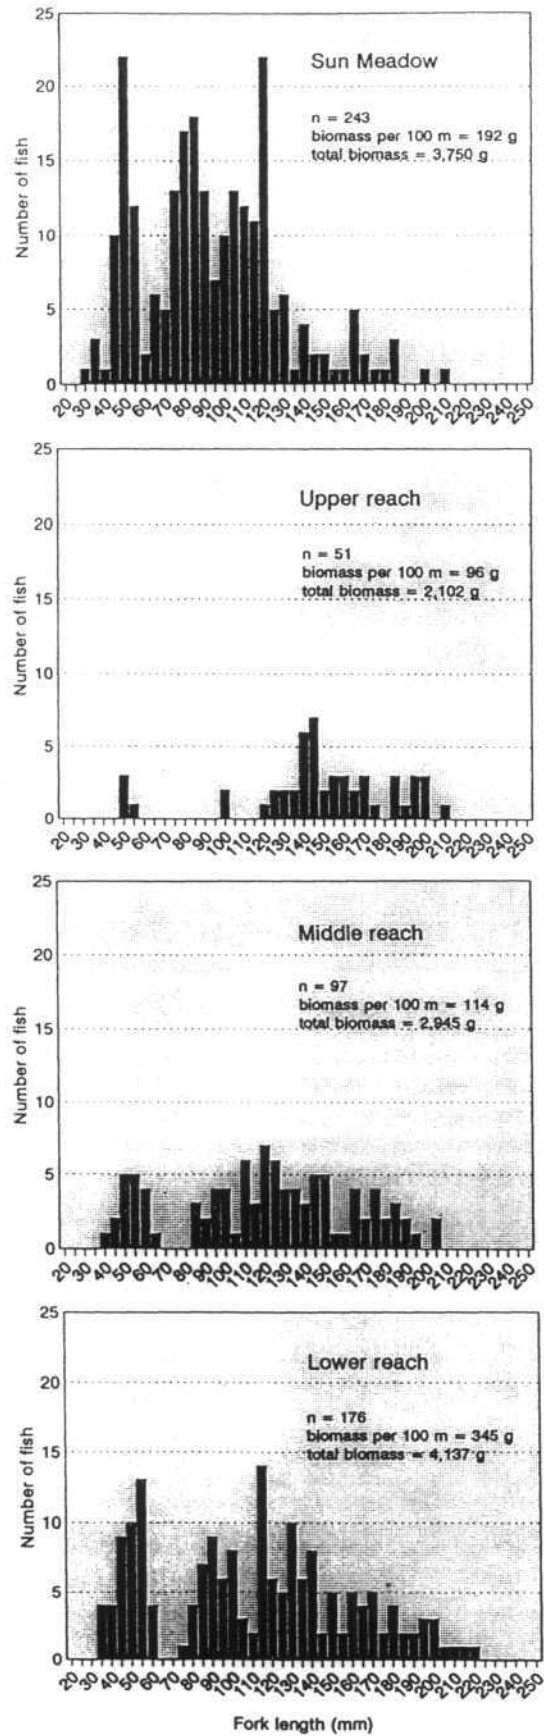 25
20
15
10
5
0
Number of fish
Sun Meadow
n = 243
biomass per 100 m = 192 g
total biomass = 3,750 g
20 30 40 50 60 70 80 90 100 110 120 130 140 150 160 170 180 190 200 210 220 230 240 250
25
20
15
10
5
0
Number of fish
Upper reach
n = 51
biomass per 100 m = 96 g
total biomass = 2,102 g
20 30 40 50 60 70 80 90 100 110 120 130 140 150 160 170 180 190 200 210 220 230 240 250
25
20
15
10
5
0
Number of fish
Middle reach
n = 97
biomass per 100 m = 114 g
total biomass = 2,945 g
20 30 40 50 60 70 80 90 100 110 120 130 140 150 160 170 180 190 200 210 220 230 240 250
25
20
15
10
5
0
Number of fish
Lower reach
n = 176
biomass per 100 m = 345 g
total biomass = 4,137 g
20 30 40 50 60 70 80 90 100 110 120 130 140 150 160 170 180 190 200 210 220 230 240 250
Fork length (mm)